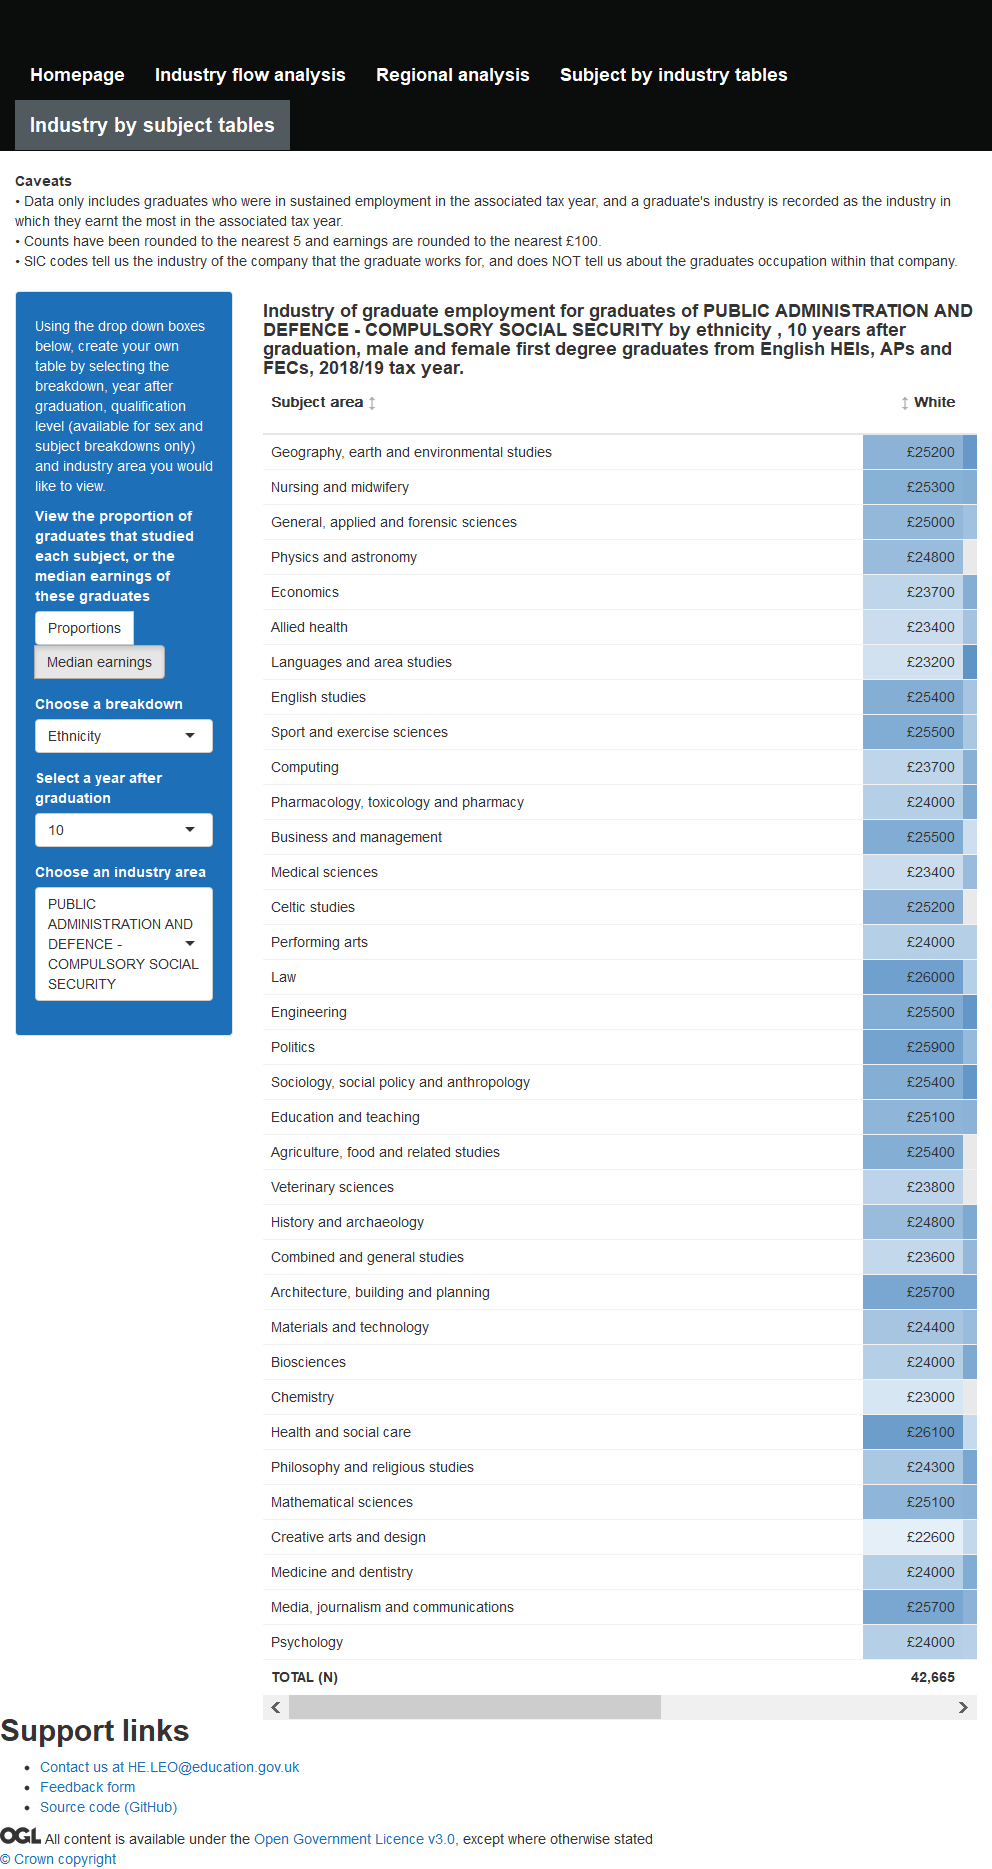 Homepage Industry flow analysis Regional analysis Subject by industry tables
Industry by subject tables
Caveats
• Data only includes graduates who were in sustained employment in the associated tax year, and a graduate's industry is recorded as the industry in
which they earnt the most in the associated tax year.
• Counts have been rounded to the nearest 5 and earnings are rounded to the nearest £100.
• SIC codes tell us the industry of the company that the graduate works for, and does NOT tell us about the graduates occupation within that company.
Using the drop down boxes
below, create your own
table by selecting the
breakdown, year after
graduation, qualification
level (available for sex and
subject breakdowns only)
and industry area you would
like to view.
View the proportion of
graduates that studied
each subject, or the
median earnings of
these graduates
Proportions
Median earnings
Choose a breakdown
Ethnicity
Select a year after
graduation
10
Choose an industry area
PUBLIC
ADMINISTRATION AND
DEFENCE -
COMPULSORY SOCIAL
SECURITY
Industry of graduate employment for graduates of PUBLIC ADMINISTRATION AND
DEFENCE - COMPULSORY SOCIAL SECURITY by ethnicity , 10 years after
graduation, male and female first degree graduates from English HEIs, APs and
FECs, 2018/19 tax year.
Subject area White
Geography, earth and environmental studies £25200
Nursing and midwifery £25300
General, applied and forensic sciences £25000
Physics and astronomy £24800
Economics £23700
Allied health £23400
Languages and area studies £23200
English studies £25400
Sport and exercise sciences £25500
Computing £23700
Pharmacology, toxicology and pharmacy £24000
Business and management £25500
Medical sciences £23400
Celtic studies £25200
Performing arts £24000
Law £26000
Engineering £25500
Politics £25900
Sociology, social policy and anthropology £25400
Education and teaching £25100
Agriculture, food and related studies £25400
Veterinary sciences £23800
History and archaeology £24800
Combined and general studies £23600
Architecture, building and planning £25700
Materials and technology £24400
Biosciences £24000
Chemistry £23000
Health and social care £26100
Philosophy and religious studies £24300
Mathematical sciences £25100
Creative arts and design £22600
Medicine and dentistry £24000
Media, journalism and communications £25700
Psychology £24000
TOTAL (N) 42,665
Support links
• Contact us at HE.LEO@education.gov.uk
• Feedback form
• Source code (GitHub)
OGL All content is available under the Open Government Licence v3.0, except where otherwise stated
© Crown copyright